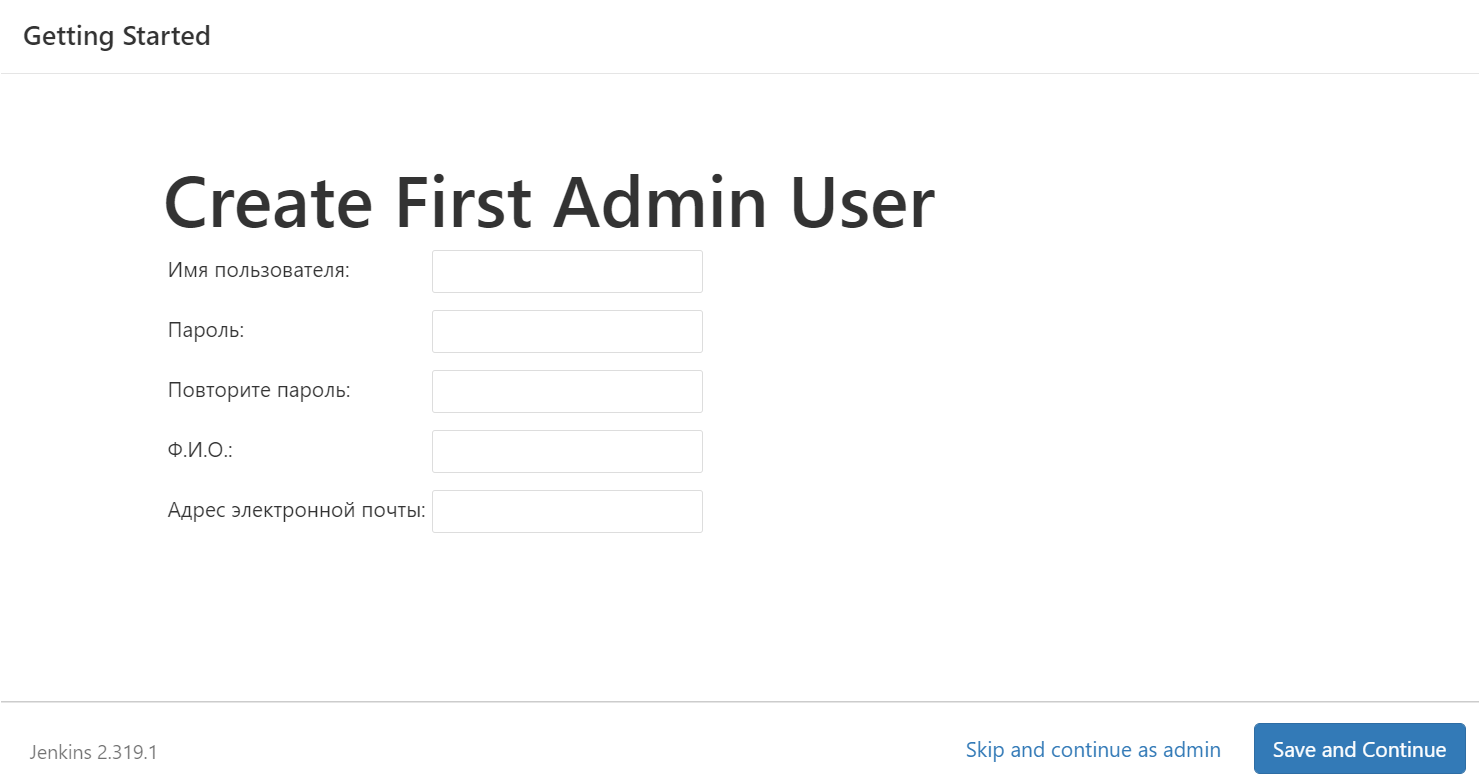 Getting Started
Create First Admin User
Имя пользователя:
Пароль:
Повторите пароль:
Ф.И.О.:
Адрес электронной почты:
Jenkins 2.319.1
Skip and continue as admin
Save and Continue